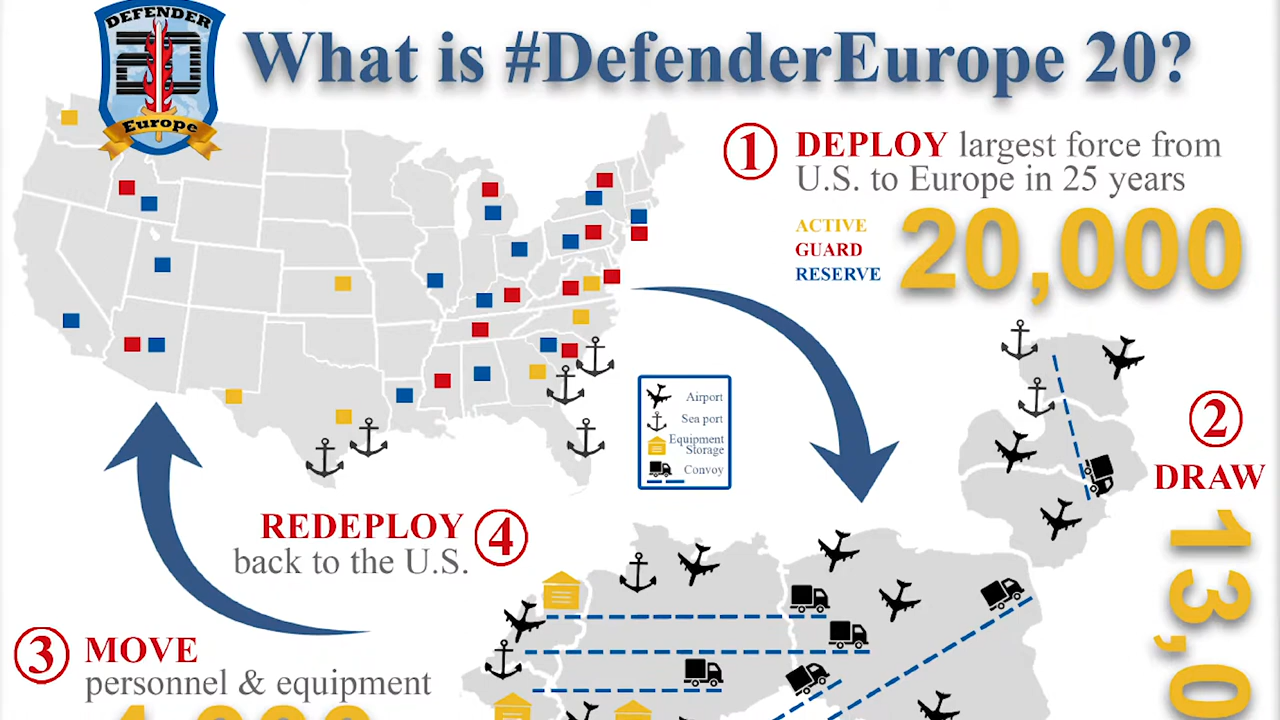 DEFENDER
20
Europe
What is #DefenderEurope 20?
1
DEPLOY largest force from
U.S. to Europe in 25 years
ACTIVE
GUARD
RESERVE
20,000
Airport
Sea port
Equipment
Storage
Convoy
2
DRAW
13,0
REDEPLOY
back to the U.S.
4
3
MOVE
personnel & equipment